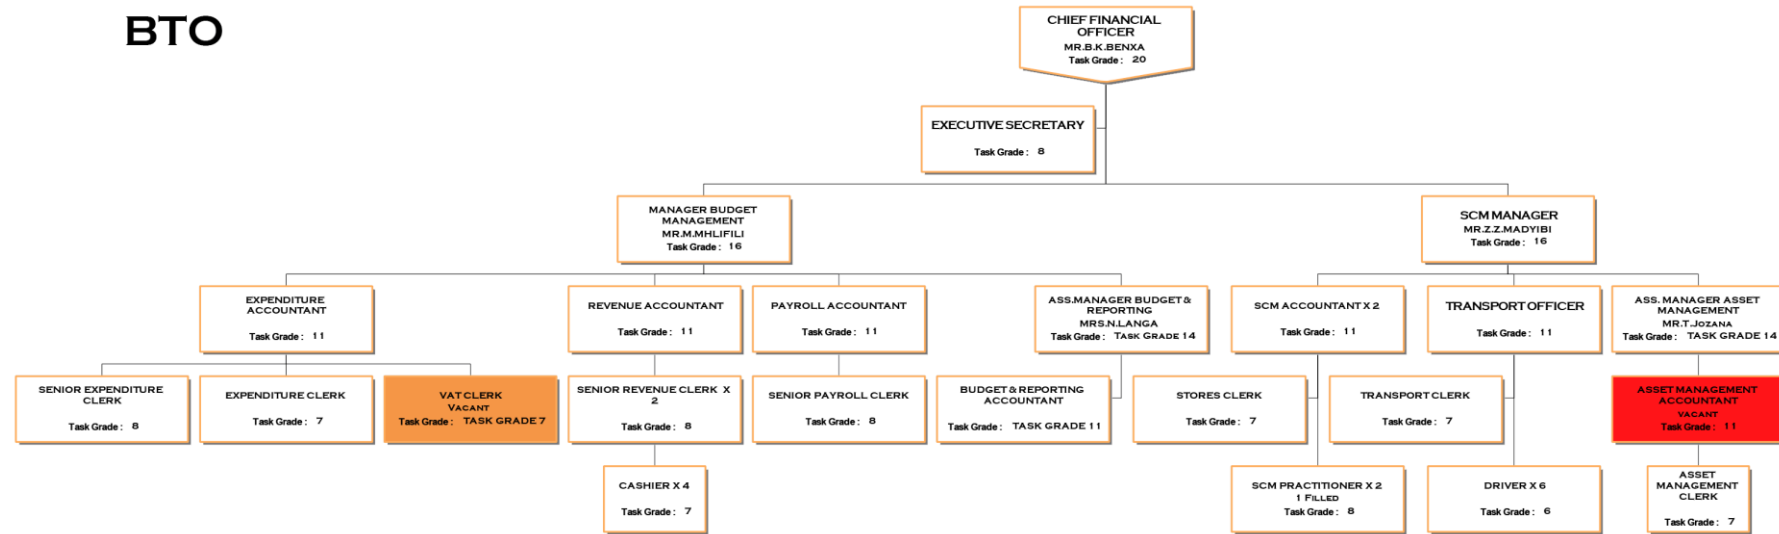 BTO
CHIEF FINANCIAL
OFFICER
MR.B.K.BENXA
Task Grade : 20
EXECUTIVE SECRETARY
Task Grade : 8
MANAGER BUDGET
MANAGEMENT
MR.M.MHLIFILI
Task Grade : 16
SCM MANAGER
MR.Z.Z.MADYIBI
Task Grade : 16
EXPENDITURE
ACCOUNTANT
Task Grade : 11
REVENUE ACCOUNTANT
Task Grade : 11
PAYROLL ACCOUNTANT
Task Grade : 11
ASS.MANAGER BUDGET &
REPORTING
MRS.N.LANGA
Task Grade : TASK GRADE 14
SCM ACCOUNTANT X 2
Task Grade : 11
TRANSPORT OFFICER
Task Grade : 11
ASS. MANAGER ASSET
MANAGEMENT
MR.T.JOZANA
Task Grade : TASK GRADE 14
SENIOR EXPENDITURE
CLERK
Task Grade : 8
EXPENDITURE CLERK
Task Grade : 7
VAT CLERK
VACANT
Task Grade : TASK GRADE 7
SENIOR REVENUE CLERK X
2
Task Grade : 8
SENIOR PAYROLL CLERK
Task Grade : 8
BUDGET & REPORTING
ACCOUNTANT
Task Grade : TASK GRADE 11
STORES CLERK
Task Grade : 7
TRANSPORT CLERK
Task Grade : 7
ASSET MANAGEMENT
ACCOUNTANT
VACANT
Task Grade : 11
CASHIER X 4
Task Grade : 7
SCM PRACTITIONER X 2
1 FILLED
Task Grade : 8
DRIVER X 6
Task Grade : 6
ASSET
MANAGEMENT
CLERK
Task Grade : 7